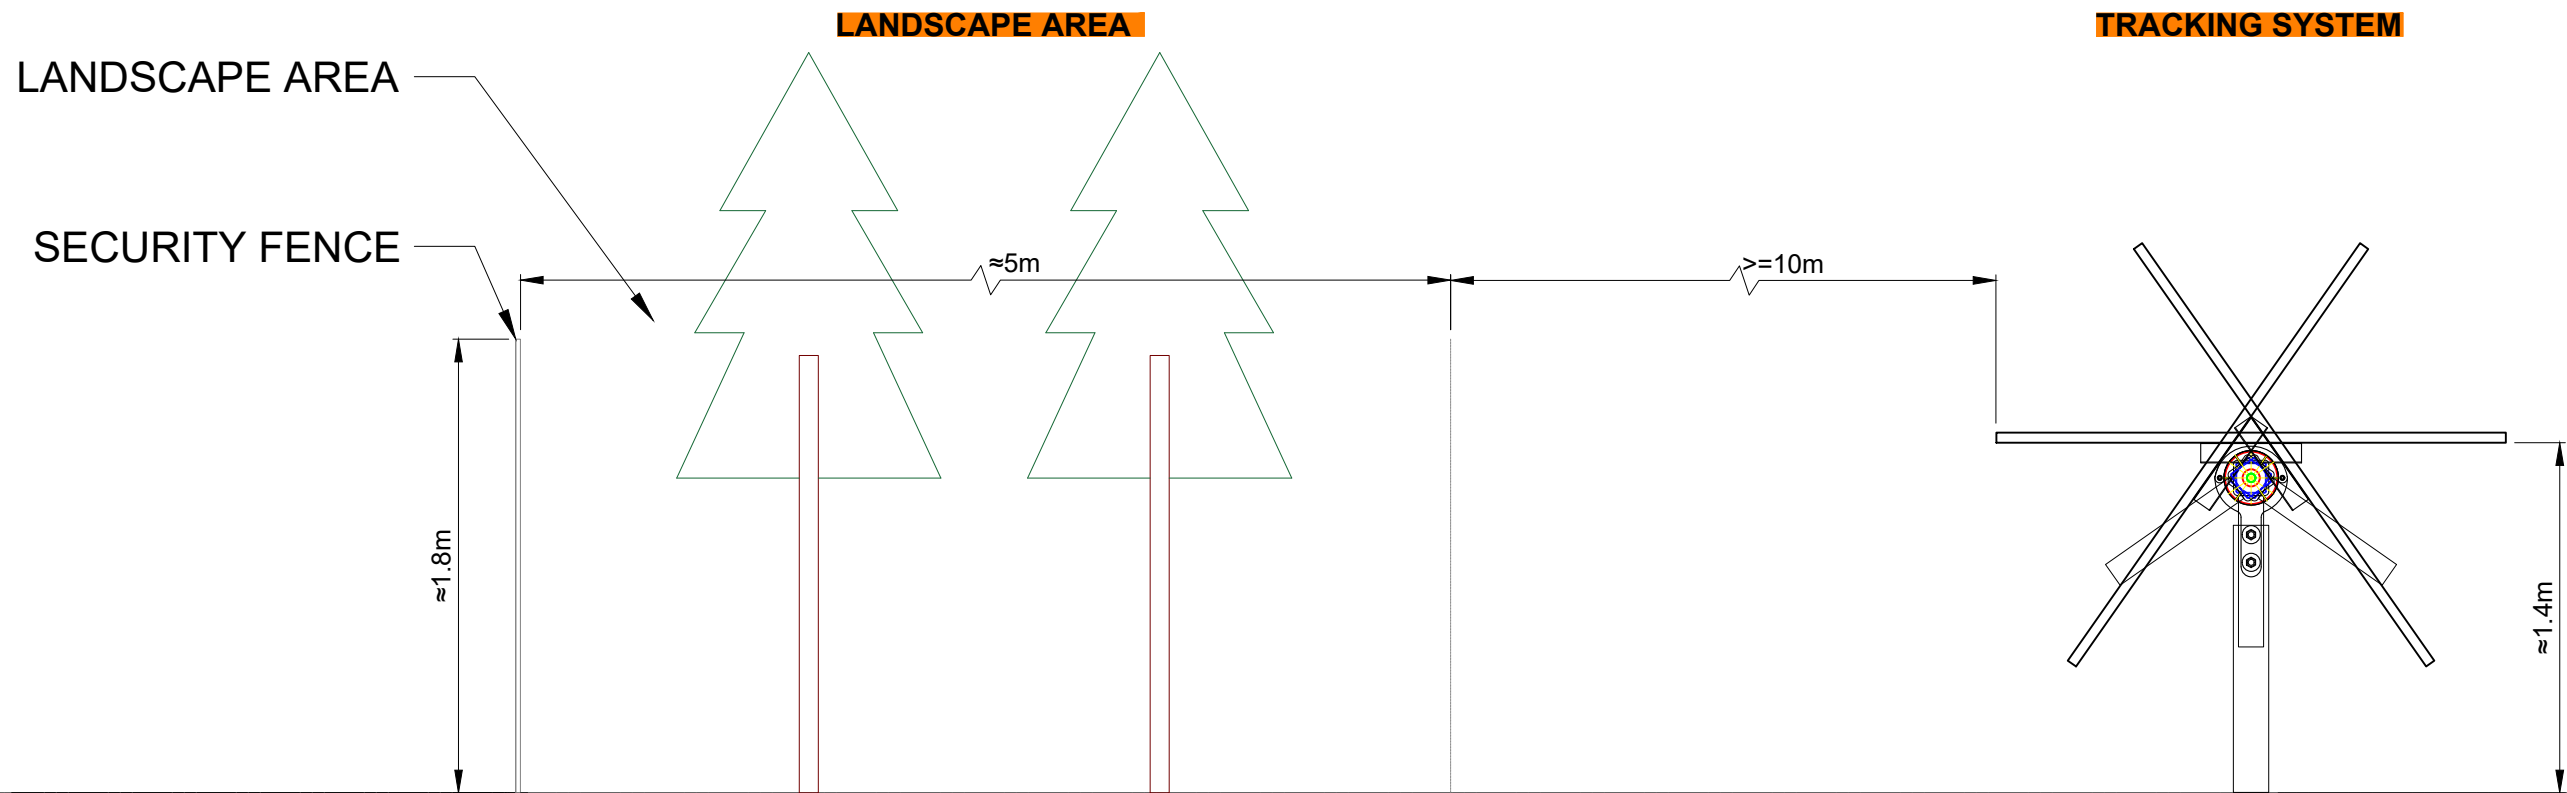 LANDSCAPE AREA
TRACKING SYSTEM
LANDSCAPE AREA
SECURITY FENCE
≈5m
>=10m
≈1.8m
≈1.4m